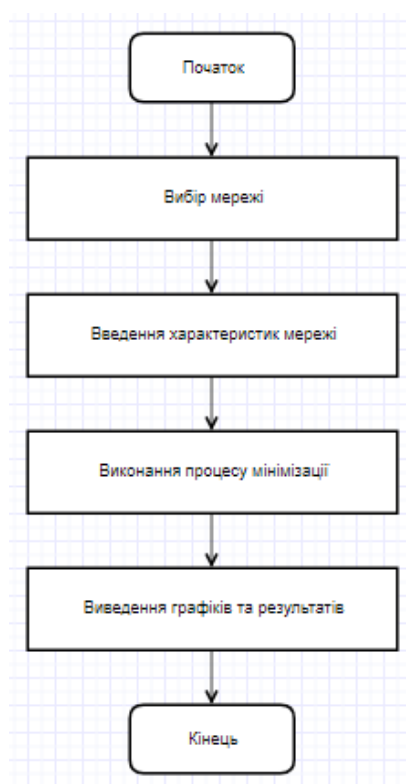 Початок
Вибір мережі
Введення характеристик мережі
Виконання процесу мінімізації
Виведення графіків та результатів
Кінець